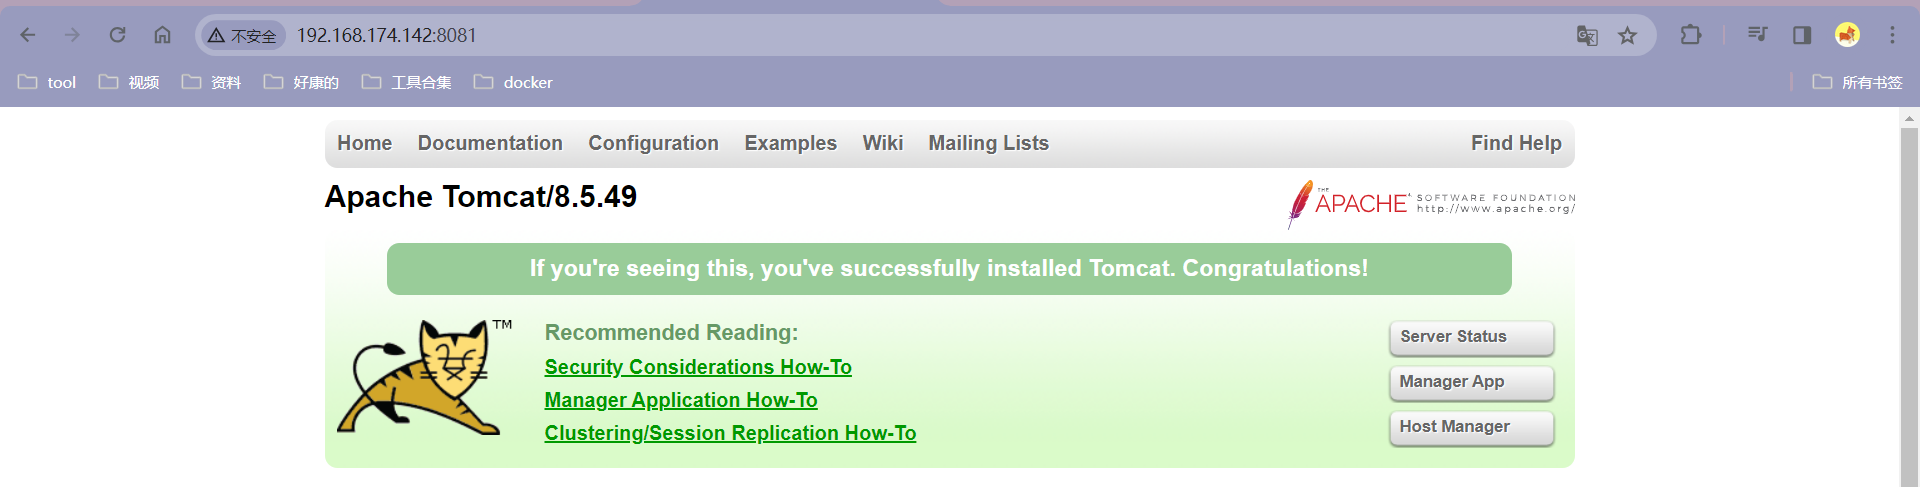 不安全 192.168.174.142:8081
tool 视频 资料 好康的 工具合集 docker 所有书签
Home Documentation Configuration Examples Wiki Mailing Lists Find Help
Apache Tomcat/8.5.49
THE APACHE SOFTWARE FOUNDATION
http://www.apache.org/
If you're seeing this, you've successfully installed Tomcat. Congratulations!
TM
Recommended Reading:
Security Considerations How-To
Manager Application How-To
Clustering/Session Replication How-To
Server Status
Manager App
Host Manager